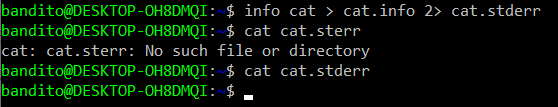 bandito@DESKTOP-OH8DMQI:~$ info cat > cat.info 2> cat.stderr
bandito@DESKTOP-OH8DMQI:~$ cat cat.sterr
cat: cat.sterr: No such file or directory
bandito@DESKTOP-OH8DMQI:~$ cat cat.stderr
bandito@DESKTOP-OH8DMQI:~$